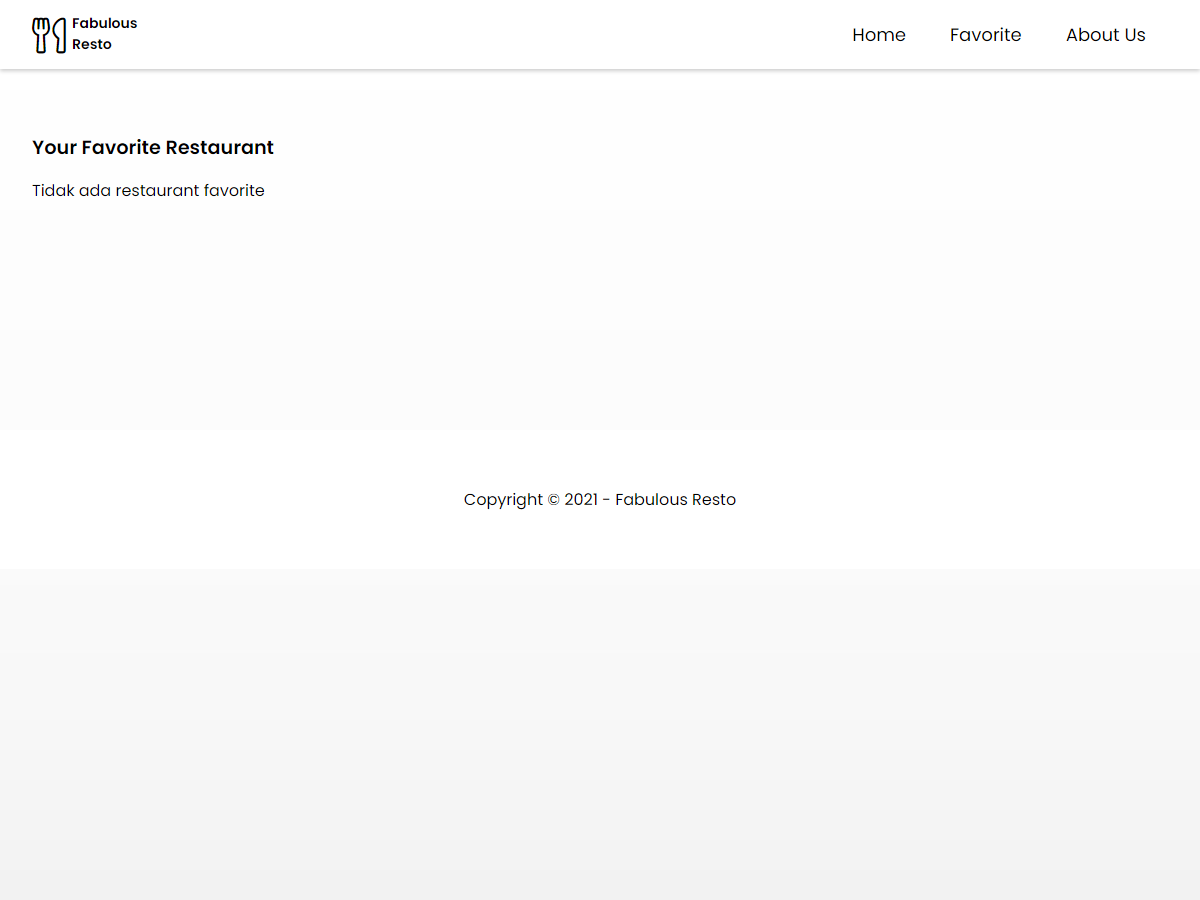 Fabulous
Resto
Home Favorite About Us
Your Favorite Restaurant
Tidak ada restaurant favorite
Copyright © 2021 - Fabulous Resto